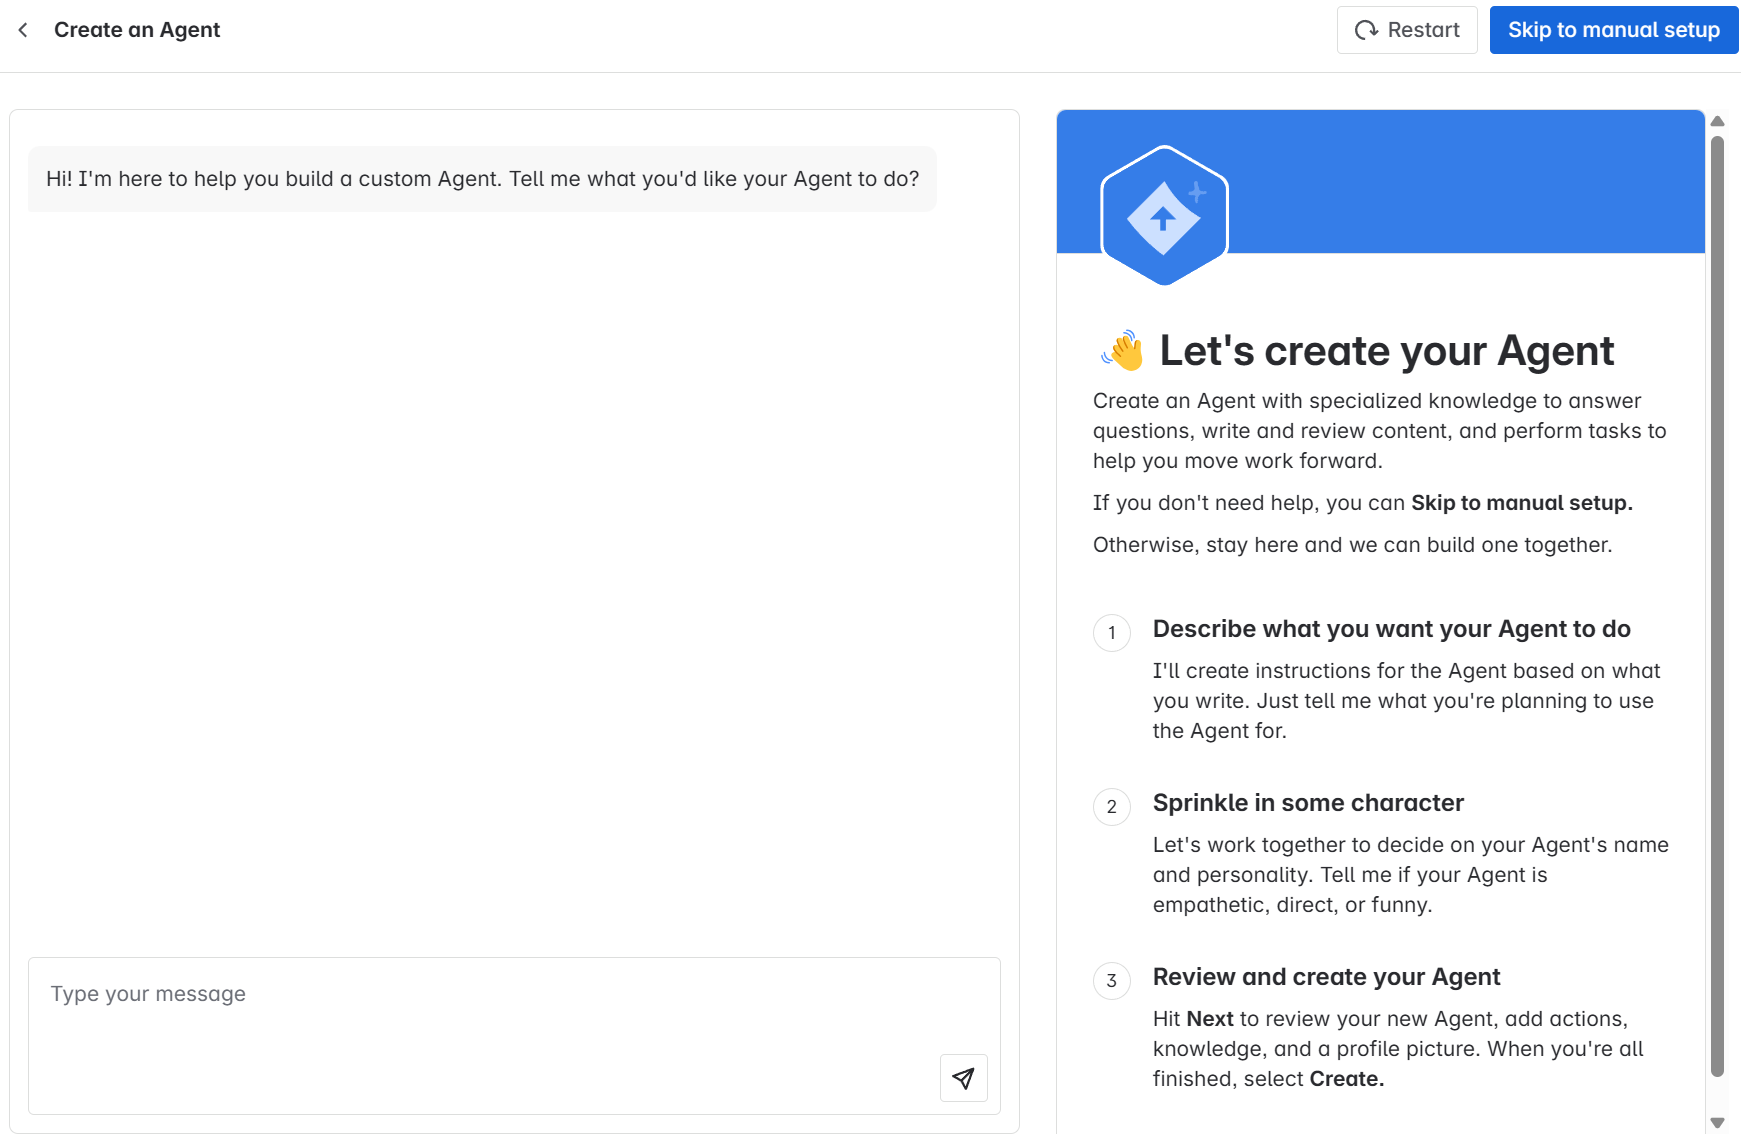 Create an Agent
Restart
Skip to manual setup
Hi! I'm here to help you build a custom Agent. Tell me what you'd like your Agent to do?
Type your message
👋 Let's create your Agent
Create an Agent with specialized knowledge to answer
questions, write and review content, and perform tasks to
help you move work forward.
If you don't need help, you can Skip to manual setup.
Otherwise, stay here and we can build one together.
1
Describe what you want your Agent to do
I'll create instructions for the Agent based on what
you write. Just tell me what you're planning to use
the Agent for.
2
Sprinkle in some character
Let's work together to decide on your Agent's name
and personality. Tell me if your Agent is
empathetic, direct, or funny.
3
Review and create your Agent
Hit Next to review your new Agent, add actions,
knowledge, and a profile picture. When you're all
finished, select Create.